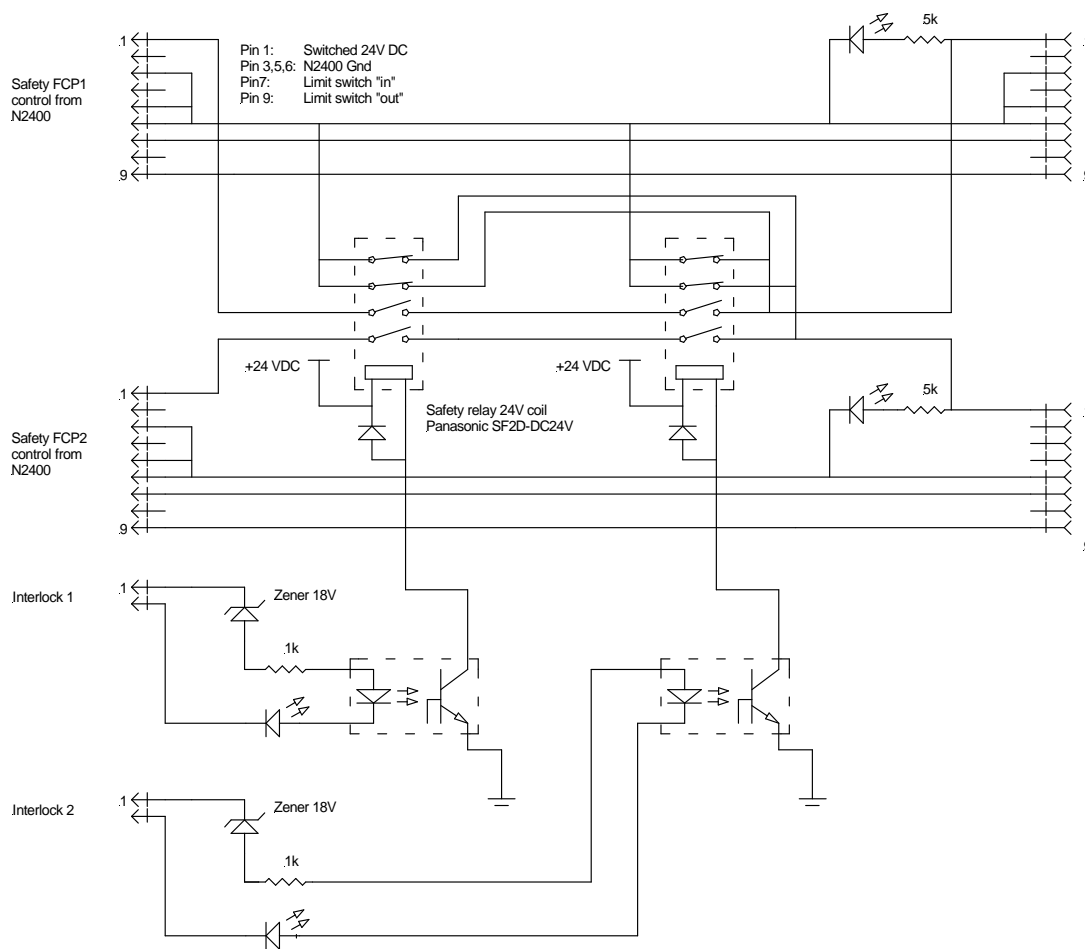 .1
Safety FCP1
control from
N2400
.9
Pin 1: Switched 24V DC
Pin 3,5,6: N2400 Gnd
Pin7: Limit switch "in"
Pin 9: Limit switch "out"
.5k
+24 VDC
+24 VDC
Safety relay 24V coil
Panasonic SF2D-DC24V
.1
Safety FCP2
control from
N2400
.9
.5k
Interlock 1
.1
Zener 18V
.1k
Interlock 2
.1
Zener 18V
.1k